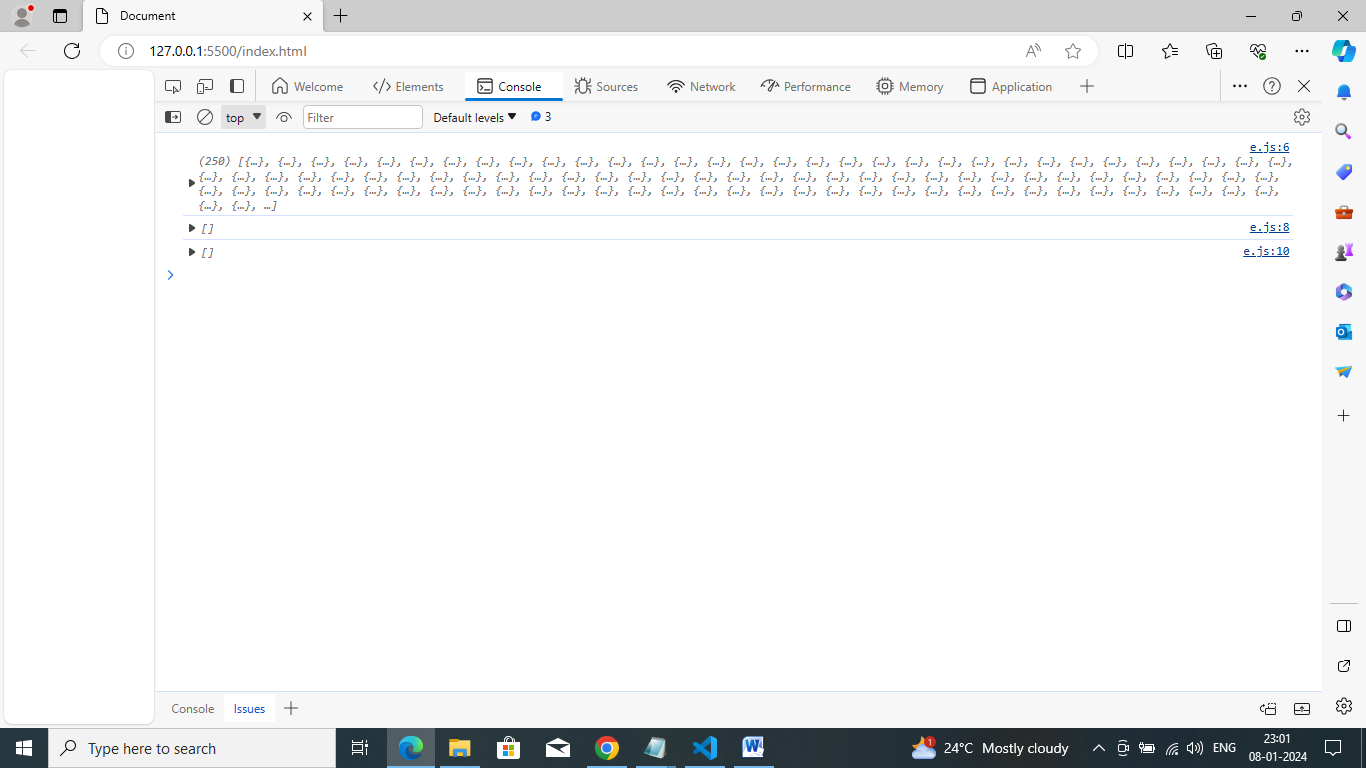 Document
127.0.0.1:5500/index.html
Welcome
Elements
Console
Sources
Network
Performance
Memory
Application
top
Filter
Default levels
3
e.js:6
(250) [{…}, {…}, {…}, {…}, {…}, {…}, {…}, {…}, {…}, {…}, {…}, {…}, {…}, {…}, {…}, {…}, {…}, {…}, {…}, {…}, {…}, {…}, {…}, {…}, {…}, {…}, {…}, {…}, {…}, {…}, {…}, {…},
{…}, {…}, {…}, {…}, {…}, {…}, {…}, {…}, {…}, {…}, {…}, {…}, {…}, {…}, {…}, {…}, {…}, {…}, {…}, {…}, {…}, {…}, {…}, {…}, {…}, {…}, {…}, {…}, {…}, {…}, {…}, {…}, {…},
{…}, {…}, {…}, {…}, {…}, {…}, {…}, {…}, {…}, {…}, {…}, {…}, {…}, {…}, {…}, {…}, {…}, {…}, {…}, {…}, {…}, {…}, {…}, {…}, {…}, {…}, {…}, {…}, {…}, {…}, {…}, {…}, {…},
{…}, {…}, …]
[]
e.js:8
[]
e.js:10
Console
Issues
Type here to search
1
24°C Mostly cloudy
ENG
23:01
08-01-2024